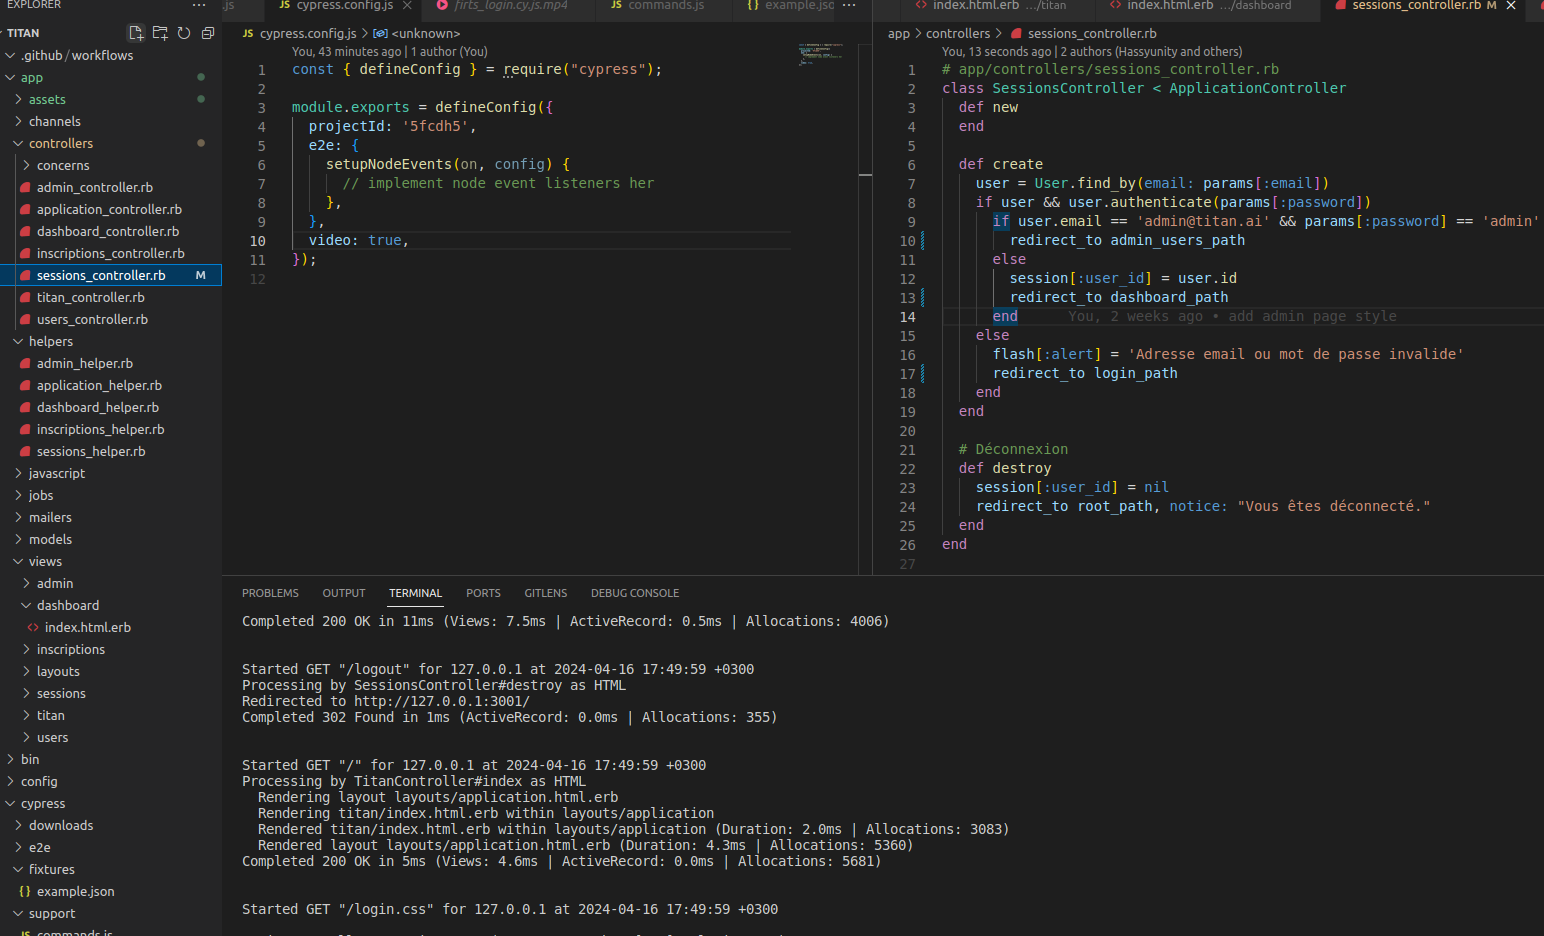 EXPLORER ···
TITAN
.github/workflows
app
assets
channels
controllers
concerns
admin_controller.rb
application_controller.rb
dashboard_controller.rb
inscriptions_controller.rb
sessions_controller.rb M
titan_controller.rb
users_controller.rb
helpers
admin_helper.rb
application_helper.rb
dashboard_helper.rb
inscriptions_helper.rb
sessions_helper.rb
javascript
jobs
mailers
models
views
admin
dashboard
<> index.html.erb
inscriptions
layouts
sessions
titan
users
bin
config
cypress
downloads
e2e
fixtures
{} example.json
support
JS commands.js
.js JS cypress.config.js × firts_login.cy.js.mp4 JS commands.js {} example.jso ···
JS cypress.config.js > <unknown>
You, 43 minutes ago | 1 author (You)
1 const { defineConfig } = require("cypress");
2
3 module.exports = defineConfig({
4 projectId: '5fcdh5',
5 e2e: {
6 setupNodeEvents(on, config) {
7 // implement node event listeners her
8 },
9 },
10 video: true,
11 });
12
<> index.html.erb .../titan <> index.html.erb .../dashboard sessions_controller.rb M ×
app > controllers > sessions_controller.rb
You, 13 seconds ago | 2 authors (Hassyunity and others)
1 # app/controllers/sessions_controller.rb
2 class SessionsController < ApplicationController
3 def new
4 end
5
6 def create
7 user = User.find_by(email: params[:email])
8 if user && user.authenticate(params[:password])
9 if user.email == 'admin@titan.ai' && params[:password] == 'admin'
10 redirect_to admin_users_path
11 else
12 session[:user_id] = user.id
13 redirect_to dashboard_path
14 end You, 2 weeks ago • add admin page style
15 else
16 flash[:alert] = 'Adresse email ou mot de passe invalide'
17 redirect_to login_path
18 end
19 end
20
21 # Déconnexion
22 def destroy
23 session[:user_id] = nil
24 redirect_to root_path, notice: "Vous êtes déconnecté."
25 end
26 end
27
PROBLEMS OUTPUT TERMINAL PORTS GITLENS DEBUG CONSOLE
Completed 200 OK in 11ms (Views: 7.5ms | ActiveRecord: 0.5ms | Allocations: 4006)
Started GET "/logout" for 127.0.0.1 at 2024-04-16 17:49:59 +0300
Processing by SessionsController#destroy as HTML
Redirected to http://127.0.0.1:3001/
Completed 302 Found in 1ms (ActiveRecord: 0.0ms | Allocations: 355)
Started GET "/" for 127.0.0.1 at 2024-04-16 17:49:59 +0300
Processing by TitanController#index as HTML
Rendering layout layouts/application.html.erb
Rendering titan/index.html.erb within layouts/application
Rendered titan/index.html.erb within layouts/application (Duration: 2.0ms | Allocations: 3083)
Rendered layout layouts/application.html.erb (Duration: 4.3ms | Allocations: 5360)
Completed 200 OK in 5ms (Views: 4.6ms | ActiveRecord: 0.0ms | Allocations: 5681)
Started GET "/login.css" for 127.0.0.1 at 2024-04-16 17:49:59 +0300